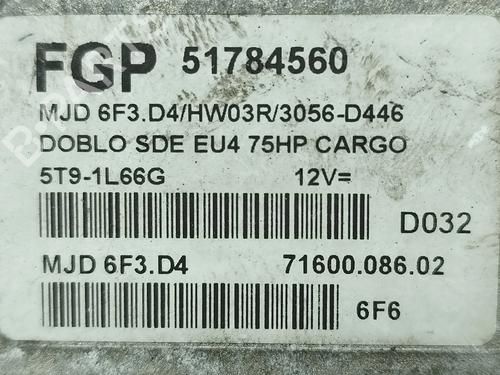 FGP 51784560
MJD 6F3.D4/HW03R/3056-D446
DOBLO SDE EU4 75HP CARGO
5T9-1L66G 12V=
D032
MJD 6F3.D4 71600.086.02
6F6